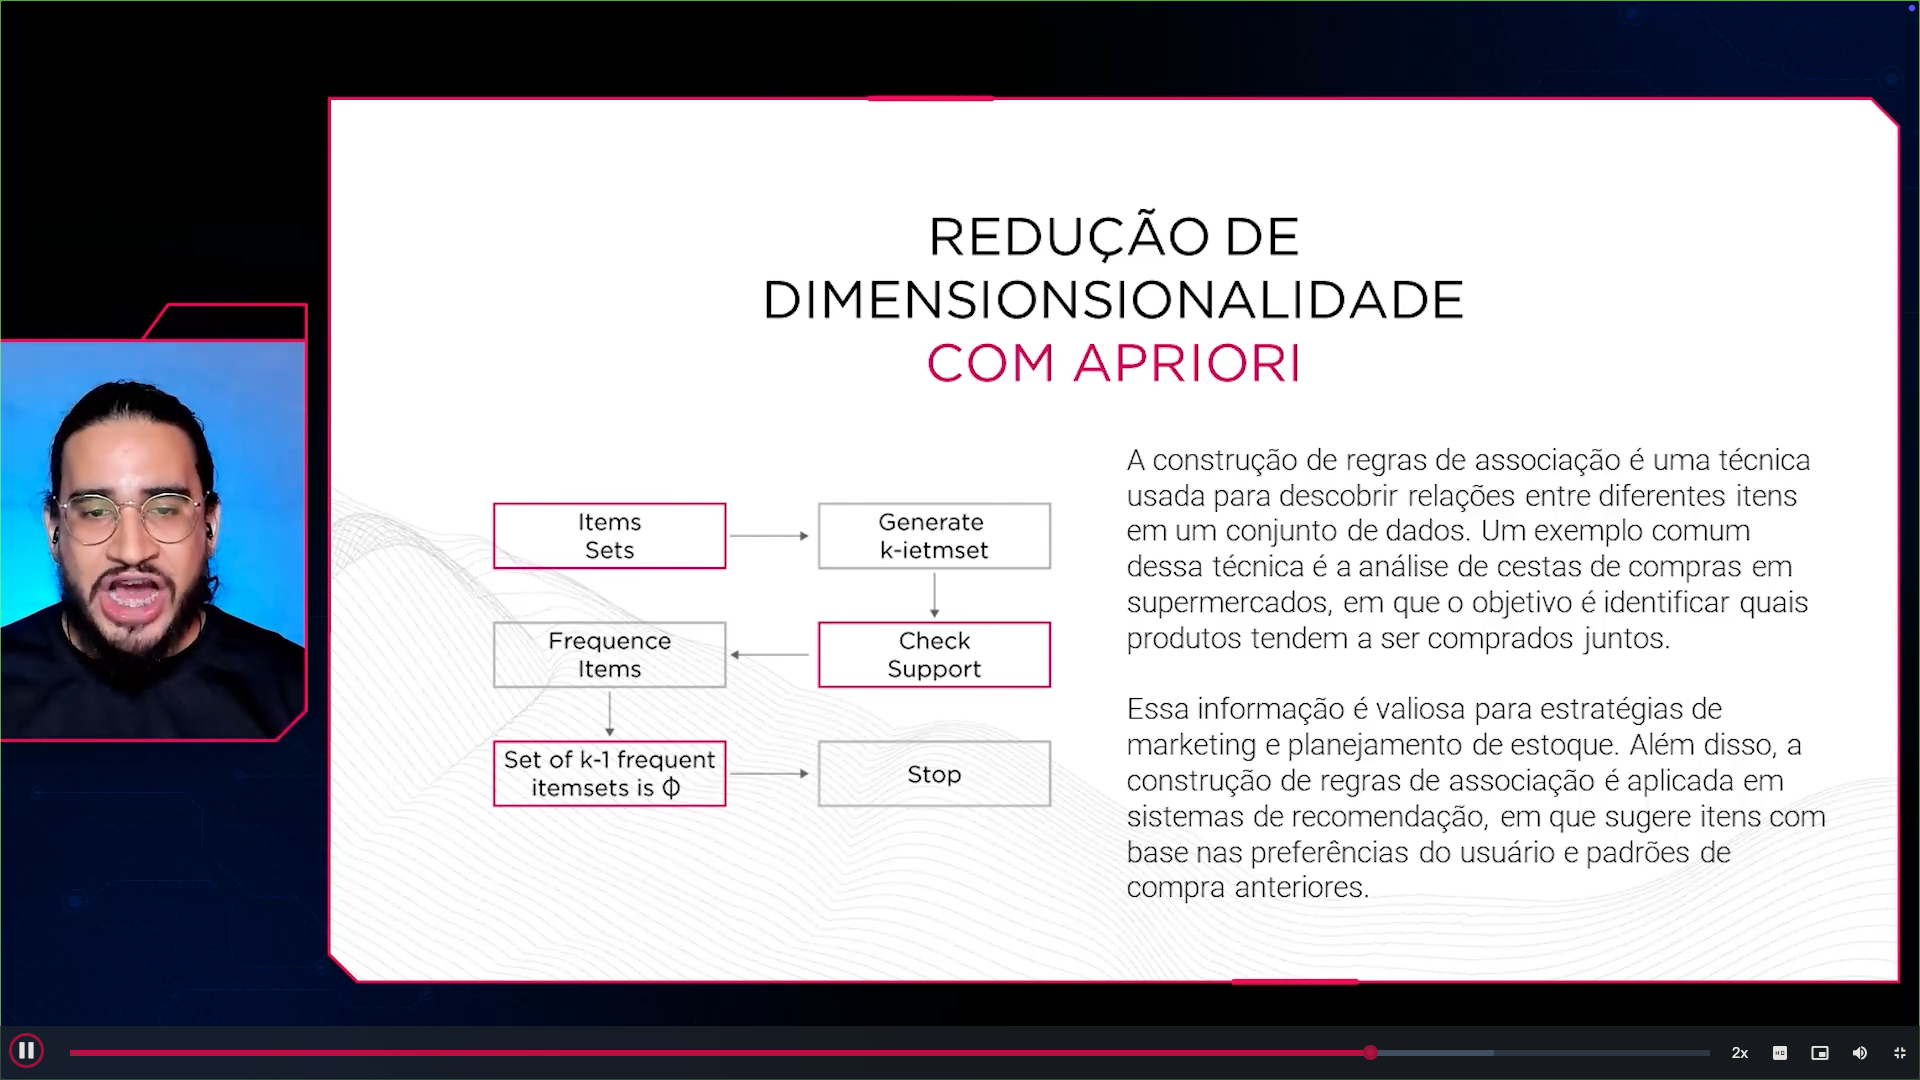 REDUÇÃO DE
DIMENSIONSIONALIDADE
COM APRIORI
Items
Sets
Generate
k-ietmset
Frequence
Items
Check
Support
Set of k-1 frequent
itemsets is Φ
Stop
A construção de regras de associação é uma técnica
usada para descobrir relações entre diferentes itens
em um conjunto de dados. Um exemplo comum
dessa técnica é a análise de cestas de compras em
supermercados, em que o objetivo é identificar quais
produtos tendem a ser comprados juntos.
Essa informação é valiosa para estratégias de
marketing e planejamento de estoque. Além disso, a
construção de regras de associação é aplicada em
sistemas de recomendação, em que sugere itens com
base nas preferências do usuário e padrões de
compra anteriores.
2x
HD